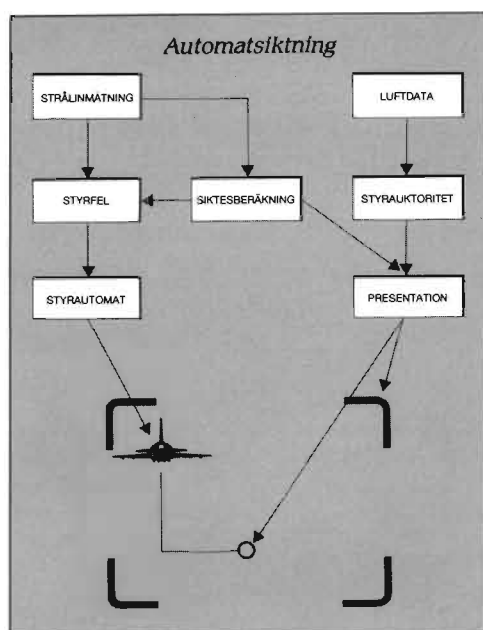 Automatsiktning
STRÅLINMÄTNING
LUFTDATA
STYRFEL
SIKTESBERÄKNING
STYRAUKTORITET
STYRAUTOMAT
PRESENTATION